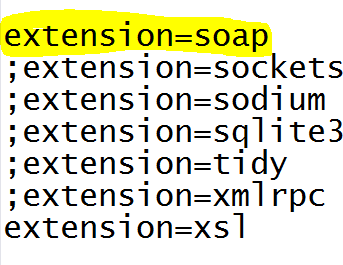 extension=soap
;extension=sockets
;extension=sodium
;extension=sqlite3
;extension=tidy
;extension=xmlrpc
extension=xsl